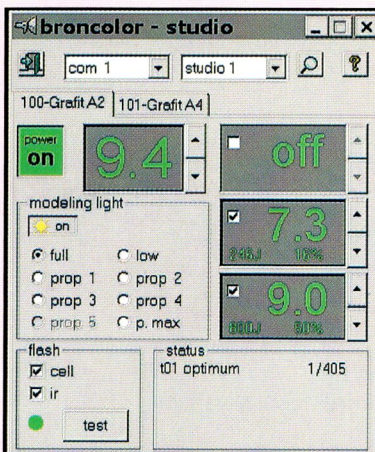 broncolor - studio
com 1 studio 1 ?
100-Grafit A2 101-Grafit A4
power
on
9.4
off
modeling light
on
7.3
245J 16%
full low
prop 1 prop 2
prop 3 prop 4
prop 5 p. max
9.0
800J 50%
flash
cell
ir
test
status
t01 optimum 1/405